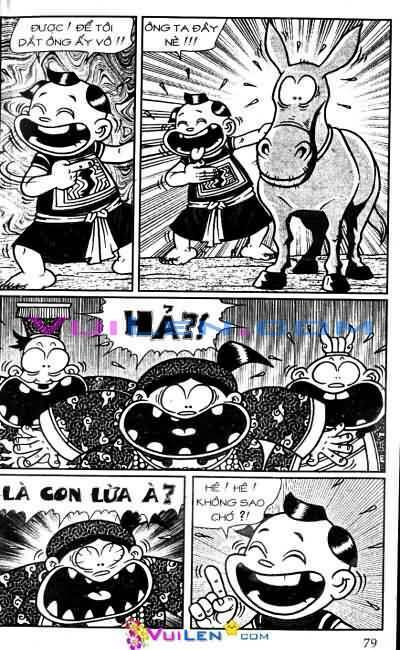 ĐƯỢC! ĐỂ TÔI
DẮT ÔNG ẤY VÔ!!
ÔNG TA ĐÂY
NÈ!!!
HẢ?!
VUILEN.COM
LÀ CON LỪA À?
HÊ! HÊ!
KHÔNG SAO
CHỚ?!
79
VUILEN.COM